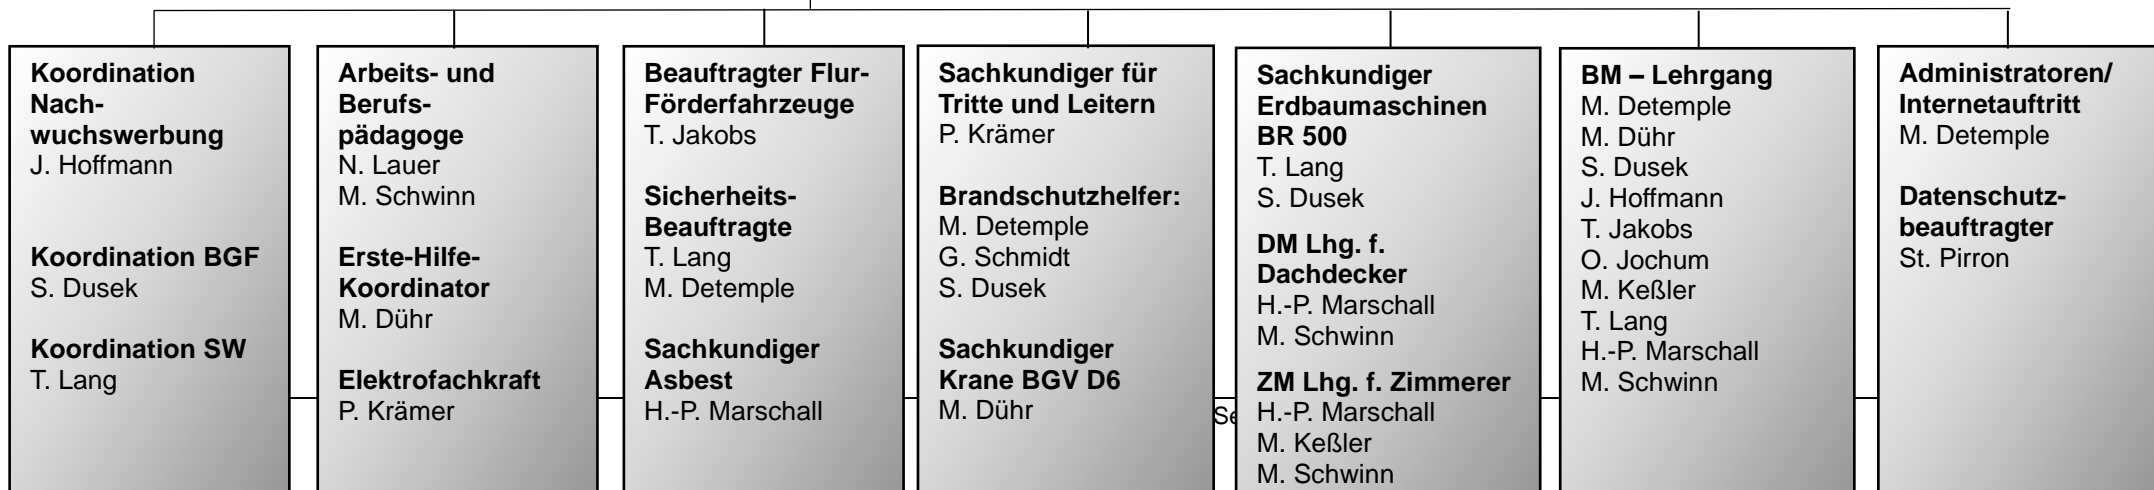 Koordination
Nach-
wuchswerbung
J. Hoffmann
Koordination BGF
S. Dusek
Koordination SW
T. Lang
Arbeits- und
Berufs-
pädagoge
N. Lauer
M. Schwinn
Erste-Hilfe-
Koordinator
M. Dühr
Elektrofachkraft
P. Krämer
Beauftragter Flur-
Förderfahrzeuge
T. Jakobs
Sicherheits-
Beauftragte
T. Lang
M. Detemple
Sachkundiger
Asbest
H.-P. Marschall
Sachkundiger für
Tritte und Leitern
P. Krämer
Brandschutzhelfer:
M. Detemple
G. Schmidt
S. Dusek
Sachkundiger
Krane BGV D6
M. Dühr
Sachkundiger
Erdbaumaschinen
BR 500
T. Lang
S. Dusek
DM Lhg. f.
Dachdecker
H.-P. Marschall
M. Schwinn
ZM Lhg. f. Zimmerer
H.-P. Marschall
M. Keßler
M. Schwinn
BM – Lehrgang
M. Detemple
M. Dühr
S. Dusek
J. Hoffmann
T. Jakobs
O. Jochum
M. Keßler
T. Lang
H.-P. Marschall
M. Schwinn
Administratoren/
Internetauftritt
M. Detemple
Datenschutz-
beauftragter
St. Pirron